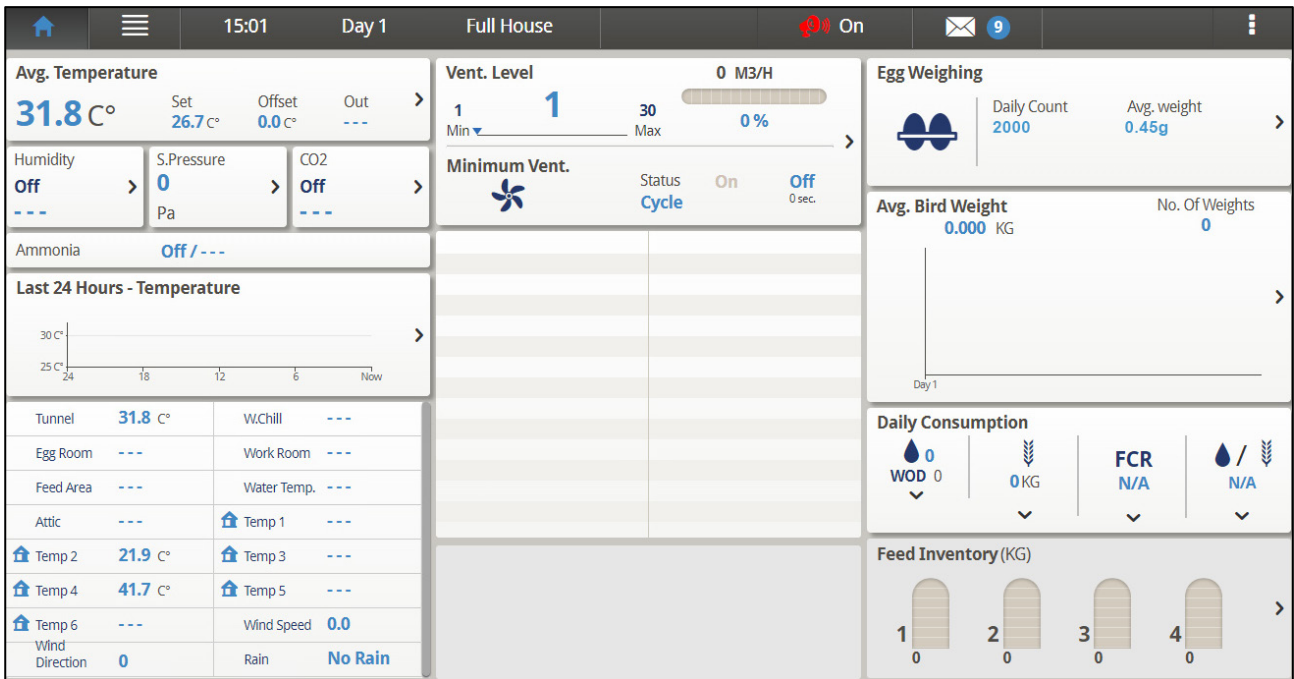 15:01 Day 1 Full House On 9
Avg. Temperature
31.8 C° Set 26.7 C° Offset 0.0 C° Out - - -
Humidity
Off
- - -
S.Pressure
0
Pa
CO2
Off
- - -
Ammonia Off / - - -
Last 24 Hours - Temperature
30 C°
25 C°
24 18 12 6 Now
Tunnel 31.8 C° W.Chill - - -
Egg Room - - - Work Room - - -
Feed Area - - - Water Temp. - - -
Attic - - - Temp 1 - - -
Temp 2 21.9 C° Temp 3 - - -
Temp 4 41.7 C° Temp 5 - - -
Temp 6 - - - Wind Speed 0.0
Wind Direction 0 Rain No Rain
Vent. Level 0 M3/H
1 1 30 0 %
Min Max
Minimum Vent.
Status On Off
Cycle 0 sec.
Egg Weighing
Daily Count Avg. weight
2000 0.45g
Avg. Bird Weight No. Of Weights
0.000 KG 0
Day 1
Daily Consumption
0 FCR /
WOD 0 0 KG N/A N/A
Feed Inventory (KG)
1 2 3 4
0 0 0 0